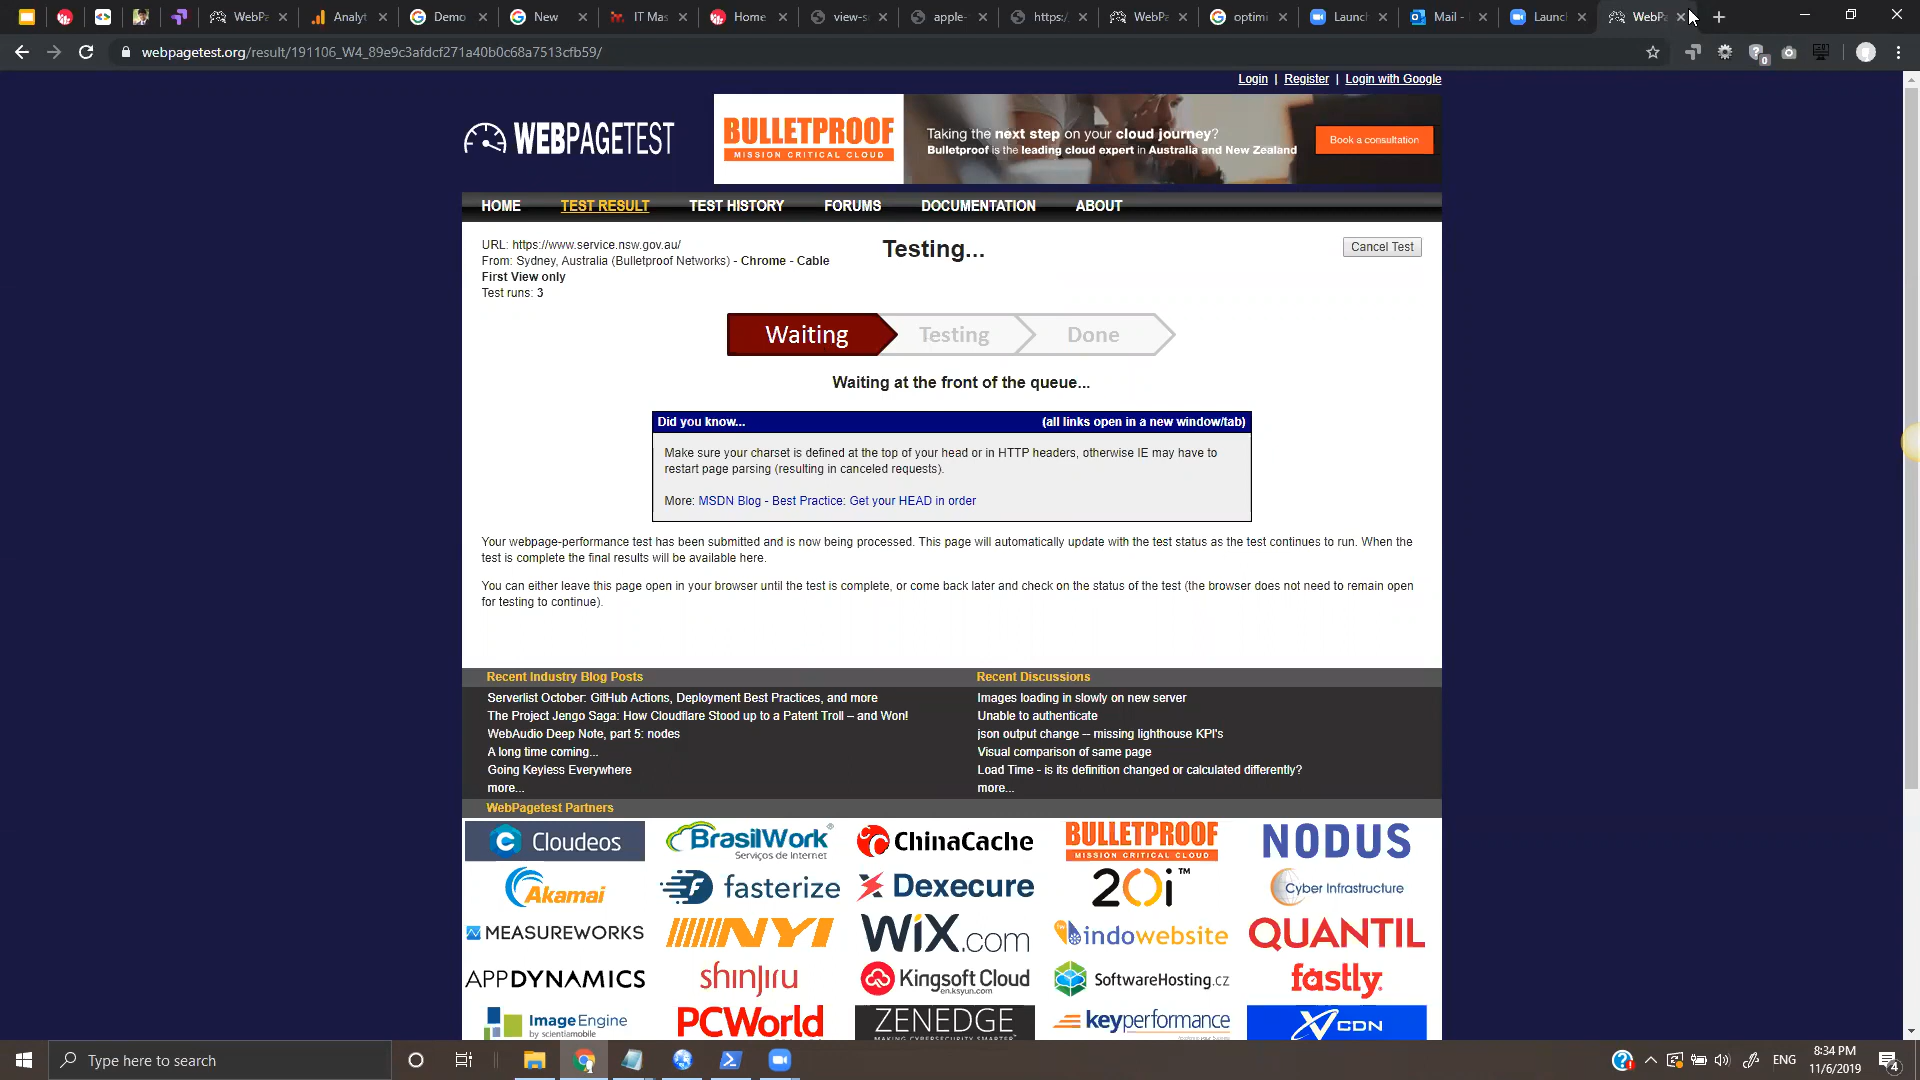 WebPa
Analyt
Demo
New
IT Mas
Home
view-s
apple-
https:/
WebPa
optimi
Launch
Mail -
Launc
WebPa
webpagetest.org/result/191106_W4_89e9c3afdcf271a40b0c68a7513cfb59/
0
Login | Register | Login with Google
WEBPAGETEST
BULLETPROOF
MISSION CRITICAL CLOUD
Taking the next step on your cloud journey?
Bulletproof is the leading cloud expert in Australia and New Zealand
Book a consultation
HOME TEST RESULT TEST HISTORY FORUMS DOCUMENTATION ABOUT
URL: https://www.service.nsw.gov.au/
From: Sydney, Australia (Bulletproof Networks) - Chrome - Cable
First View only
Test runs: 3
Testing...
Cancel Test
Waiting Testing Done
Waiting at the front of the queue...
Did you know... (all links open in a new window/tab)
Make sure your charset is defined at the top of your head or in HTTP headers, otherwise IE may have to
restart page parsing (resulting in canceled requests).
More: MSDN Blog - Best Practice: Get your HEAD in order
Your webpage-performance test has been submitted and is now being processed. This page will automatically update with the test status as the test continues to run. When the
test is complete the final results will be available here.
You can either leave this page open in your browser until the test is complete, or come back later and check on the status of the test (the browser does not need to remain open
for testing to continue).
Recent Industry Blog Posts
Serverlist October: GitHub Actions, Deployment Best Practices, and more
The Project Jengo Saga: How Cloudflare Stood up to a Patent Troll – and Won!
WebAudio Deep Note, part 5: nodes
A long time coming...
Going Keyless Everywhere
more...
Recent Discussions
Images loading in slowly on new server
Unable to authenticate
json output change -- missing lighthouse KPI's
Visual comparison of same page
Load Time - is its definition changed or calculated differently?
more...
WebPagetest Partners
Cloudeos
BrasilWork®
Serviços de Internet
ChinaCache
BULLETPROOF
MISSION CRITICAL CLOUD
NODUS
Akamai
fasterize
Dexecure
20i™
Cyber Infrastructure
MEASUREWORKS
NYI
WiX.com
indowebsite
QUANTIL
APPDYNAMICS
shinjiru
Kingsoft Cloud
en.ksyun.com
SoftwareHosting.cz
fastly
ImageEngine
by scientiamobile
PCWorld
ZENEDGE
MAKING CYBERSECURITY SMARTER™
keyperformance
CDN
Type here to search
ENG
8:34 PM
11/6/2019
4